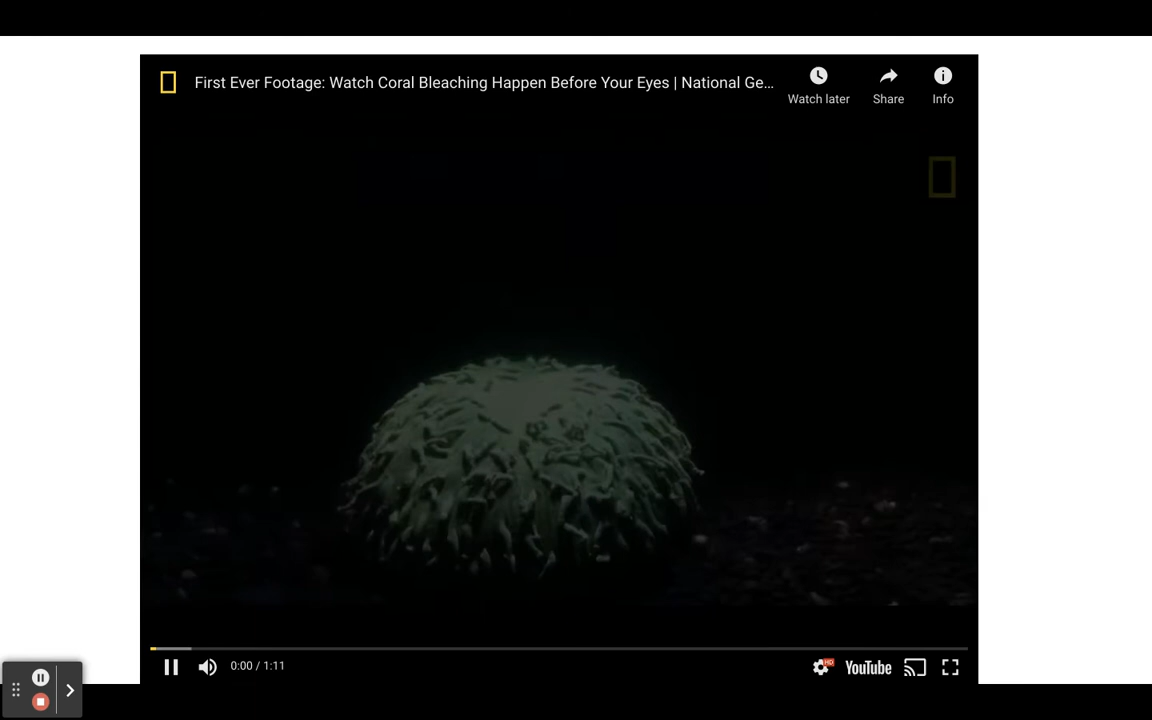 First Ever Footage: Watch Coral Bleaching Happen Before Your Eyes | National Ge...
Watch later
Share
Info
0:00 / 1:11
HD
YouTube